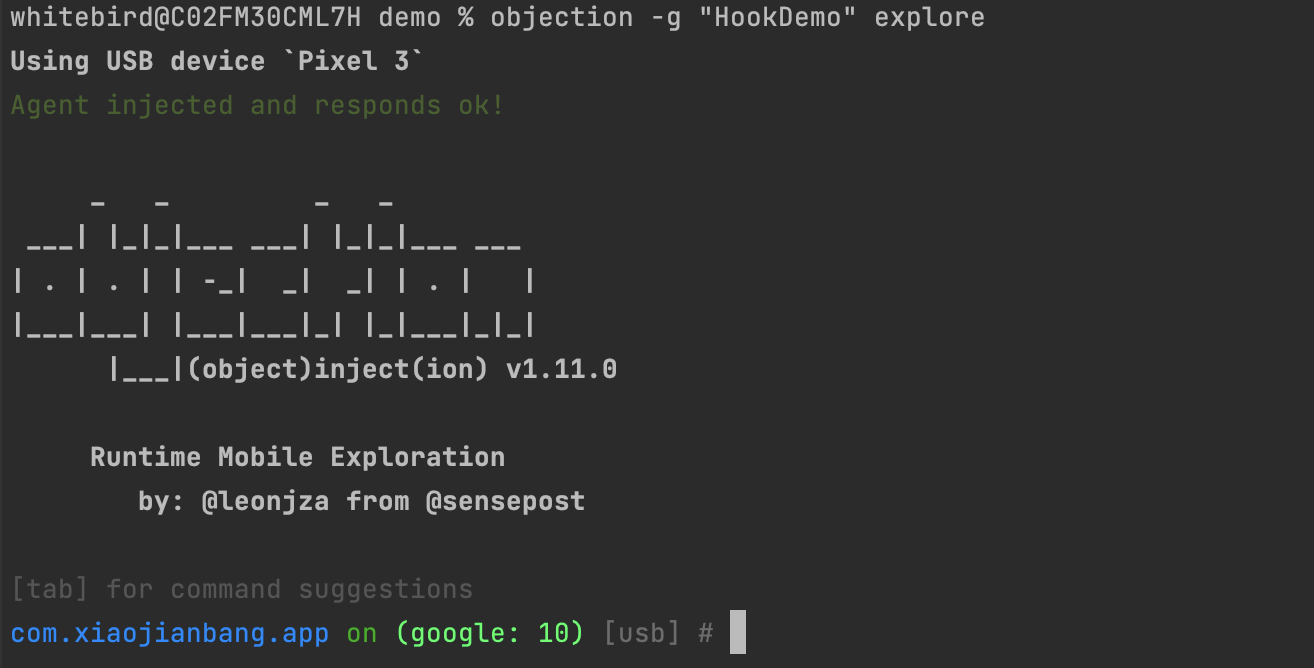 whitebird@C02FM30CML7H demo % objection -g "HookDemo" explore
Using USB device `Pixel 3`
Agent injected and responds ok!
     _   _         _   _
 ___| |_|_|___ ___| |_|_|___ ___
| . | . | | -_|  _|  _| | . |   |
|___|___| |___|___|_| |_|___|_|_|
      |___|(object)inject(ion) v1.11.0
     Runtime Mobile Exploration
        by: @leonjza from @sensepost
[tab] for command suggestions
com.xiaojianbang.app on (google: 10) [usb] #